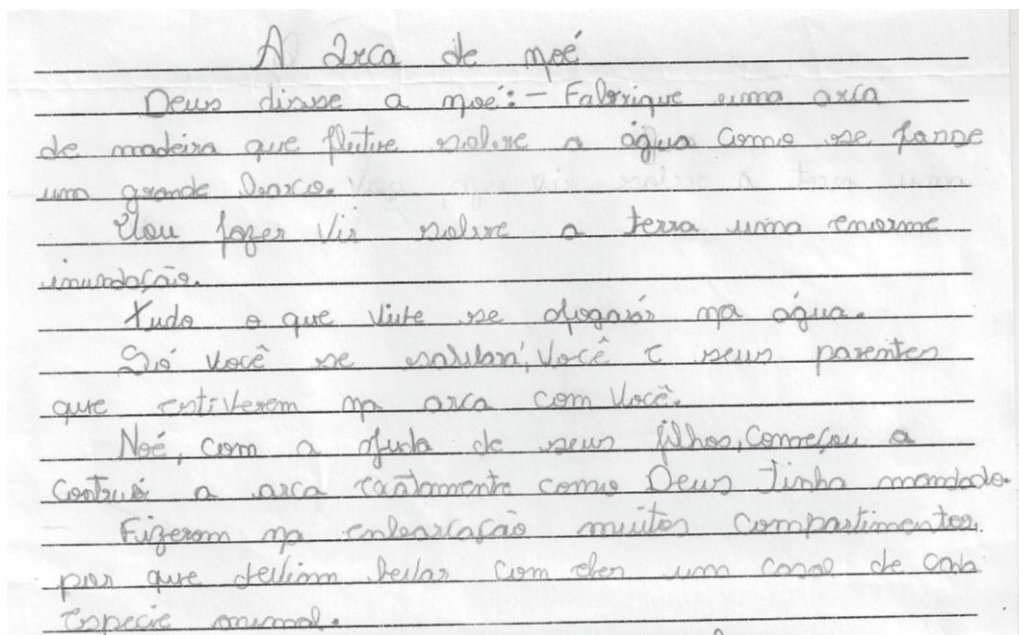 A arca de noé
Deus disse a noé: - Fabrique uma arca
de madeira que flutue sobre a água como se fosse
uma grande barco.
Vou fazer vir sobre a terra uma enorme
inundação.
Tudo o que vive se afogará na água.
Só você se salvará, você e seus parentes
que estiverem na arca com você.
Noé, com a ajuda de seus filhos, começou a
a arca exatamente como Deus tinha mandado.
Fizeram na enbarcação muitos compartimentos.
por que deviam levar com eles um casal de cada
especie animal.